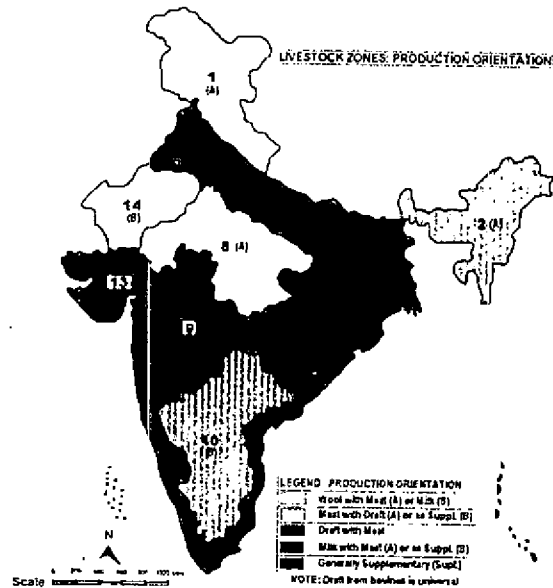 LIVESTOCK ZONES: PRODUCTION ORIENTATION
1
(A)
14
(B)
8 (A)
2 (A)
13
7
10
LEGEND PRODUCTION ORIENTATION
Wool with Meat (A) or Milk (B)
Meat with Draft (A) or as Suppl. (B)
Draft with Meat
Milk with Meat (A) or as Suppl. (B)
Generally Supplementary (Supl.)
NOTE: Draft from bovines is universal
N
Scale